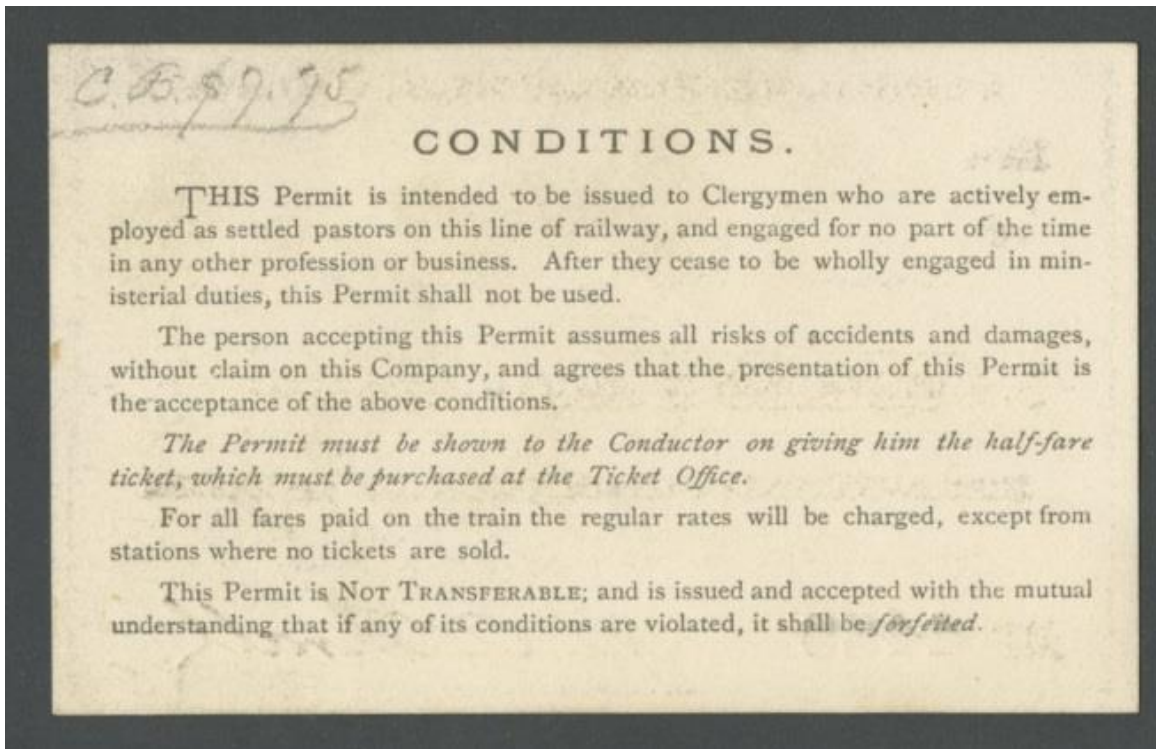 C. B. $7.75
CONDITIONS.
THIS Permit is intended to be issued to Clergymen who are actively em-
ployed as settled pastors on this line of railway, and engaged for no part of the time
in any other profession or business. After they cease to be wholly engaged in min-
isterial duties, this Permit shall not be used.
The person accepting this Permit assumes all risks of accidents and damages,
without claim on this Company, and agrees that the presentation of this Permit is
the acceptance of the above conditions.
The Permit must be shown to the Conductor on giving him the half-fare
ticket, which must be purchased at the Ticket Office.
For all fares paid on the train the regular rates will be charged, except from
stations where no tickets are sold.
This Permit is NOT TRANSFERABLE; and is issued and accepted with the mutual
understanding that if any of its conditions are violated, it shall be forfeited.